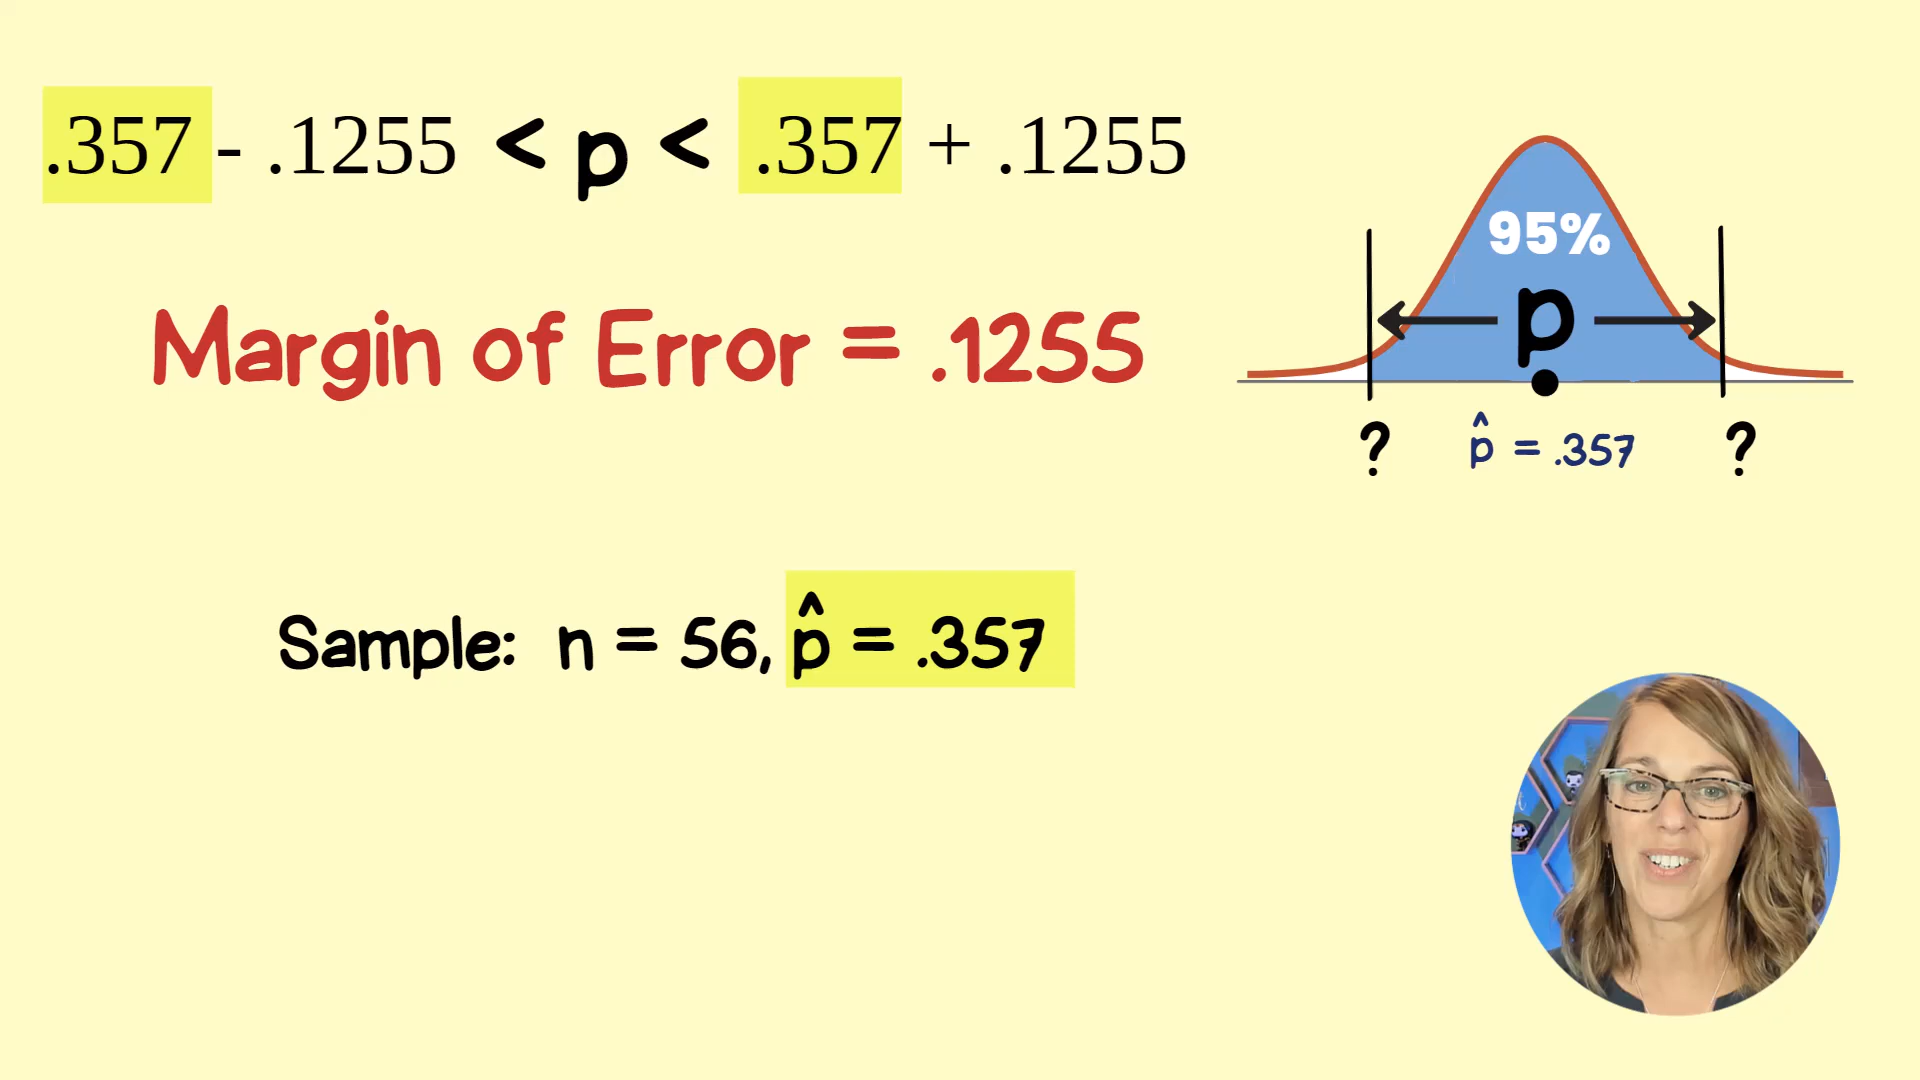 .357 - .1255 < p < .357 + .1255
95%
Margin of Error = .1255
p
? p̂ = .357 ?
Sample: n = 56, p̂ = .357